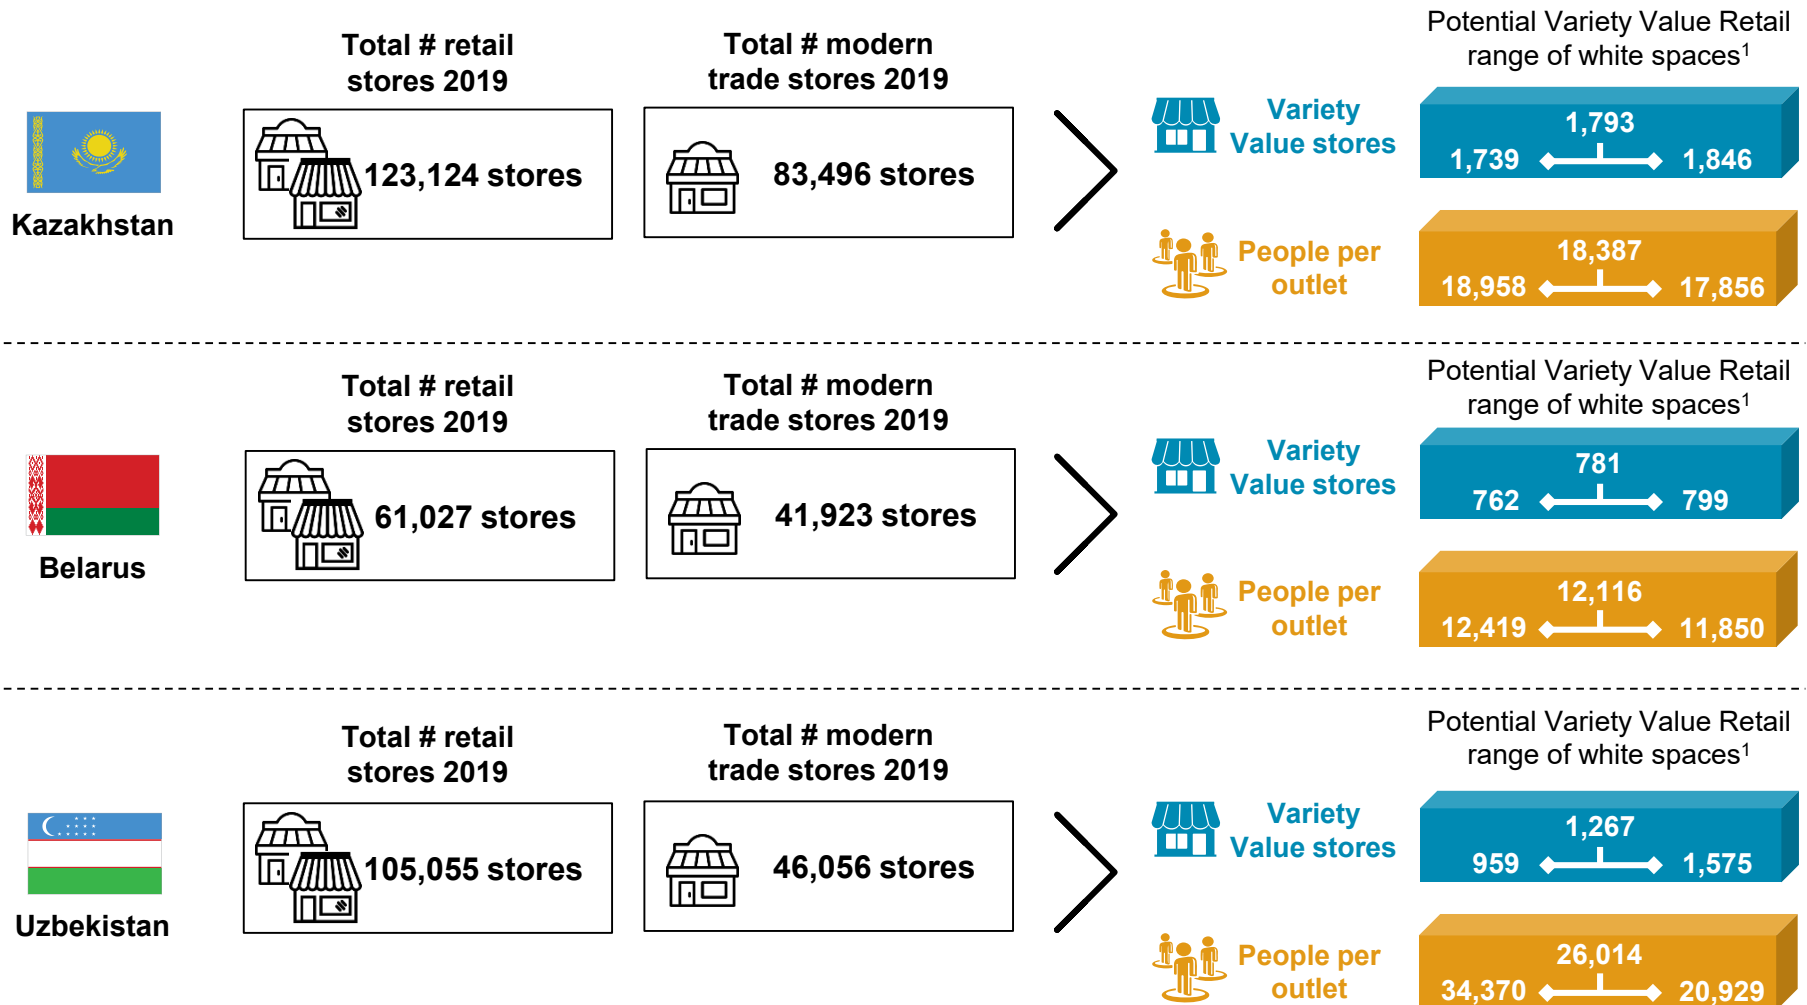 Total # retail
stores 2019
Total # modern
trade stores 2019
Potential Variety Value Retail
range of white spaces¹
Kazakhstan
123,124 stores
83,496 stores
Variety
Value stores
1,793
1,739
1,846
People per
outlet
18,387
18,958
17,856
Total # retail
stores 2019
Total # modern
trade stores 2019
Potential Variety Value Retail
range of white spaces¹
Belarus
61,027 stores
41,923 stores
Variety
Value stores
781
762
799
People per
outlet
12,116
12,419
11,850
Total # retail
stores 2019
Total # modern
trade stores 2019
Potential Variety Value Retail
range of white spaces¹
Uzbekistan
105,055 stores
46,056 stores
Variety
Value stores
1,267
959
1,575
People per
outlet
26,014
34,370
20,929